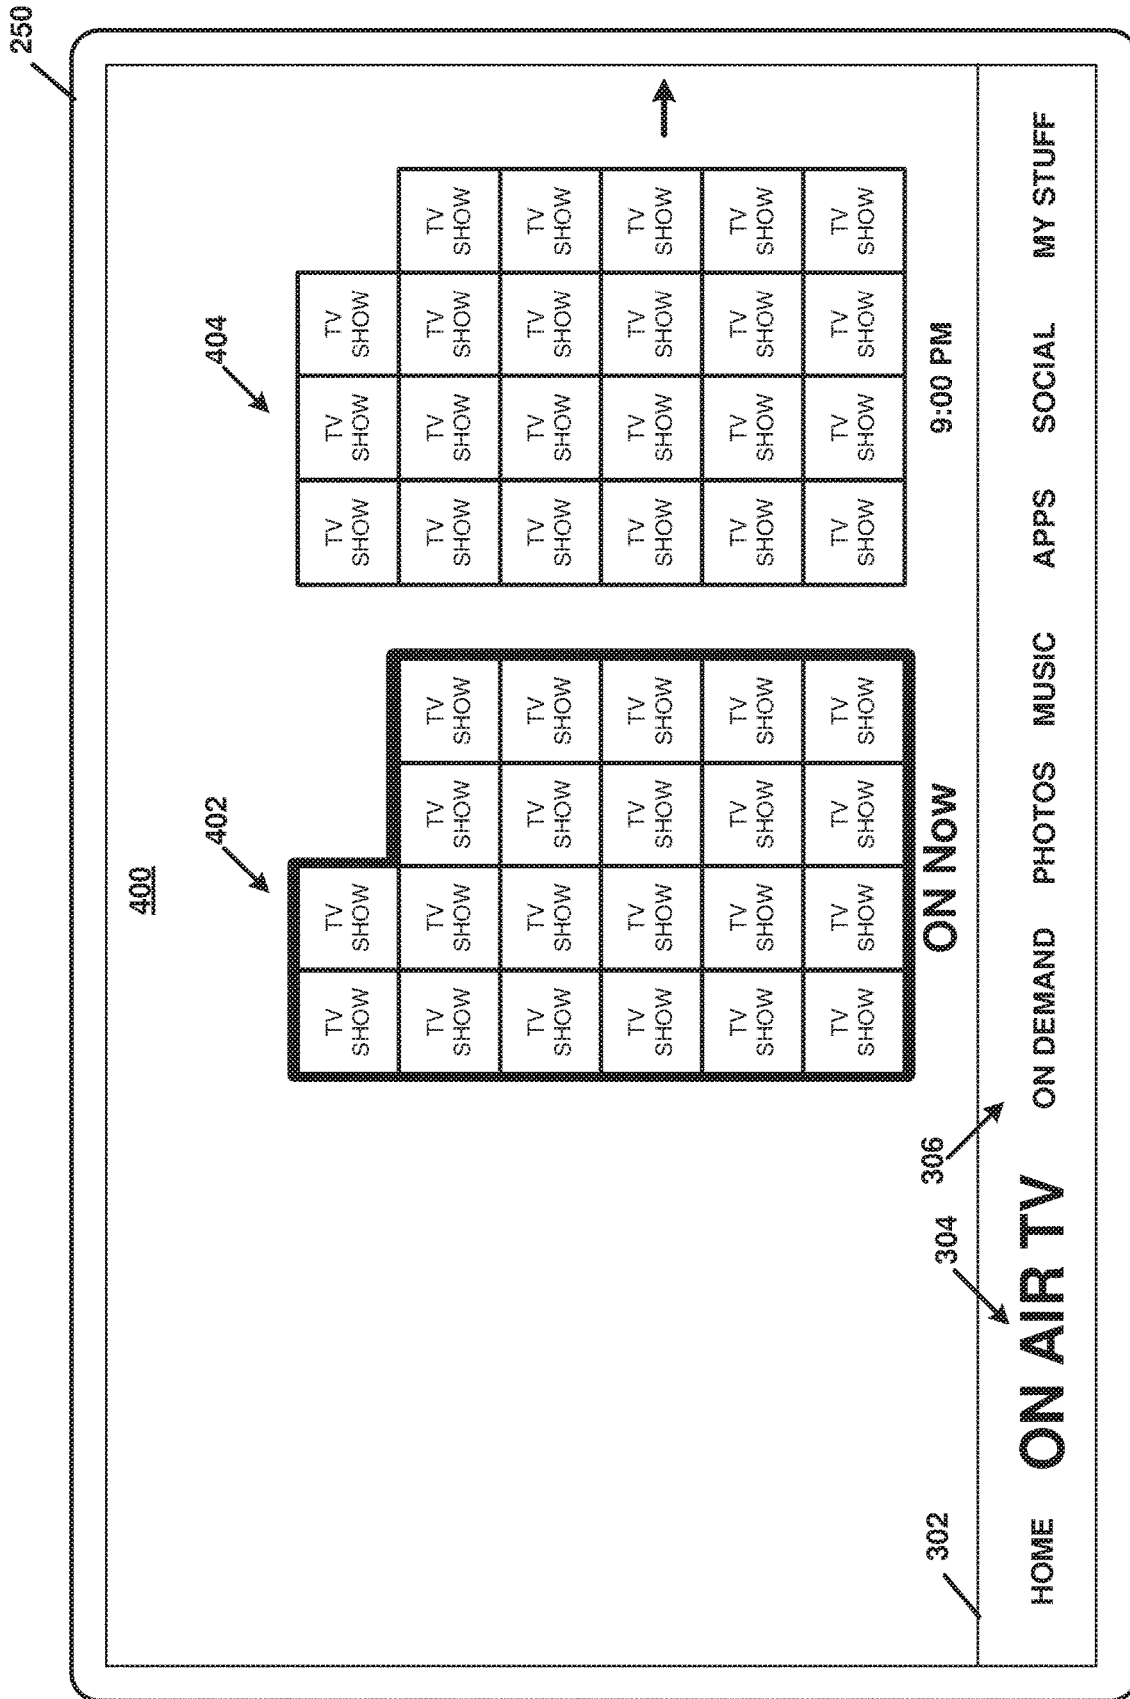 250
400
402
404
TV TV TV TV TV
SHOW SHOW SHOW SHOW SHOW
TV TV TV TV TV TV TV TV
SHOW SHOW SHOW SHOW SHOW SHOW SHOW SHOW
TV TV TV TV TV TV TV TV
SHOW SHOW SHOW SHOW SHOW SHOW SHOW SHOW
TV TV TV TV TV TV TV TV
SHOW SHOW SHOW SHOW SHOW SHOW SHOW SHOW
TV TV TV TV TV TV TV TV
SHOW SHOW SHOW SHOW SHOW SHOW SHOW SHOW
TV TV TV TV TV TV TV TV
SHOW SHOW SHOW SHOW SHOW SHOW SHOW SHOW
302
304
306
ON NOW
9:00 PM
HOME ON AIR TV ON DEMAND PHOTOS MUSIC APPS SOCIAL MY STUFF